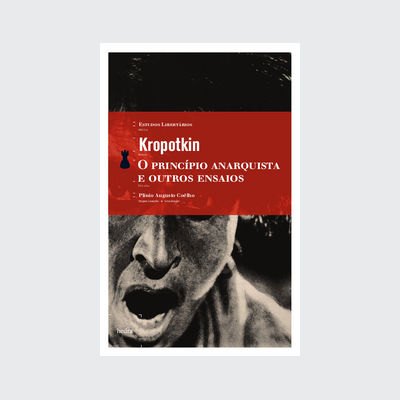 Estudos Libertários
Kropotkin
O princípio anarquista
e outros ensaios
Plínio Augusto Coêlho
hedra